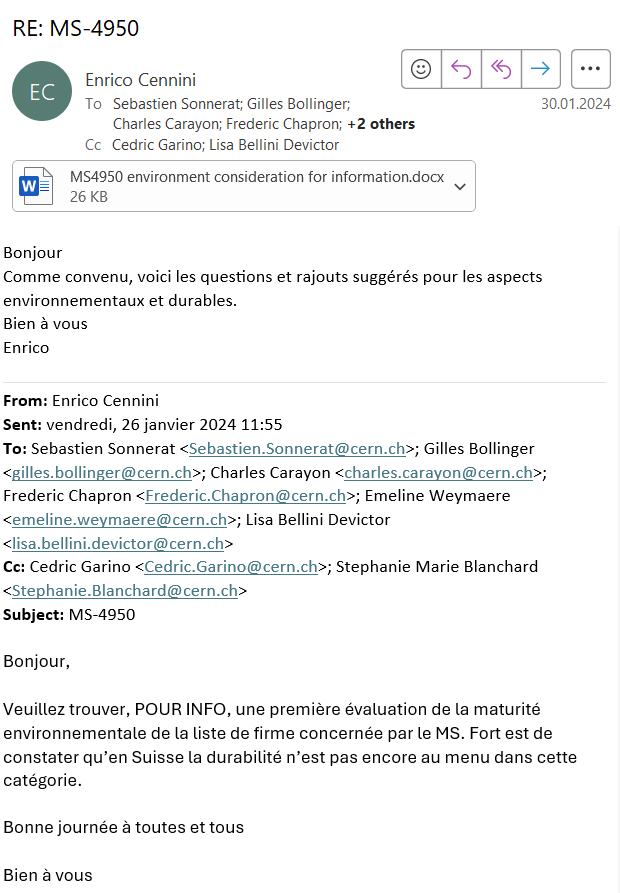 RE: MS-4950
EC
Enrico Cennini
To Sebastien Sonnerat; Gilles Bollinger;
Charles Carayon; Frederic Chapron; +2 others
Cc Cedric Garino; Lisa Bellini Devictor
30.01.2024
W
MS4950 environment consideration for information.docx
26 KB
Bonjour
Comme convenu, voici les questions et rajouts suggérés pour les aspects
environnementaux et durables.
Bien à vous
Enrico
From: Enrico Cennini
Sent: vendredi, 26 janvier 2024 11:55
To: Sebastien Sonnerat <Sebastien.Sonnerat@cern.ch>; Gilles Bollinger
<gilles.bollinger@cern.ch>; Charles Carayon <charles.carayon@cern.ch>;
Frederic Chapron <Frederic.Chapron@cern.ch>; Emeline Weymaere
<emeline.weymaere@cern.ch>; Lisa Bellini Devictor
<lisa.bellini.devictor@cern.ch>
Cc: Cedric Garino <Cedric.Garino@cern.ch>; Stephanie Marie Blanchard
<Stephanie.Blanchard@cern.ch>
Subject: MS-4950
Bonjour,
Veuillez trouver, POUR INFO, une première évaluation de la maturité
environnementale de la liste de firme concernée par le MS. Fort est de
constater qu’en Suisse la durabilité n’est pas encore au menu dans cette
catégorie.
Bonne journée à toutes et tous
Bien à vous